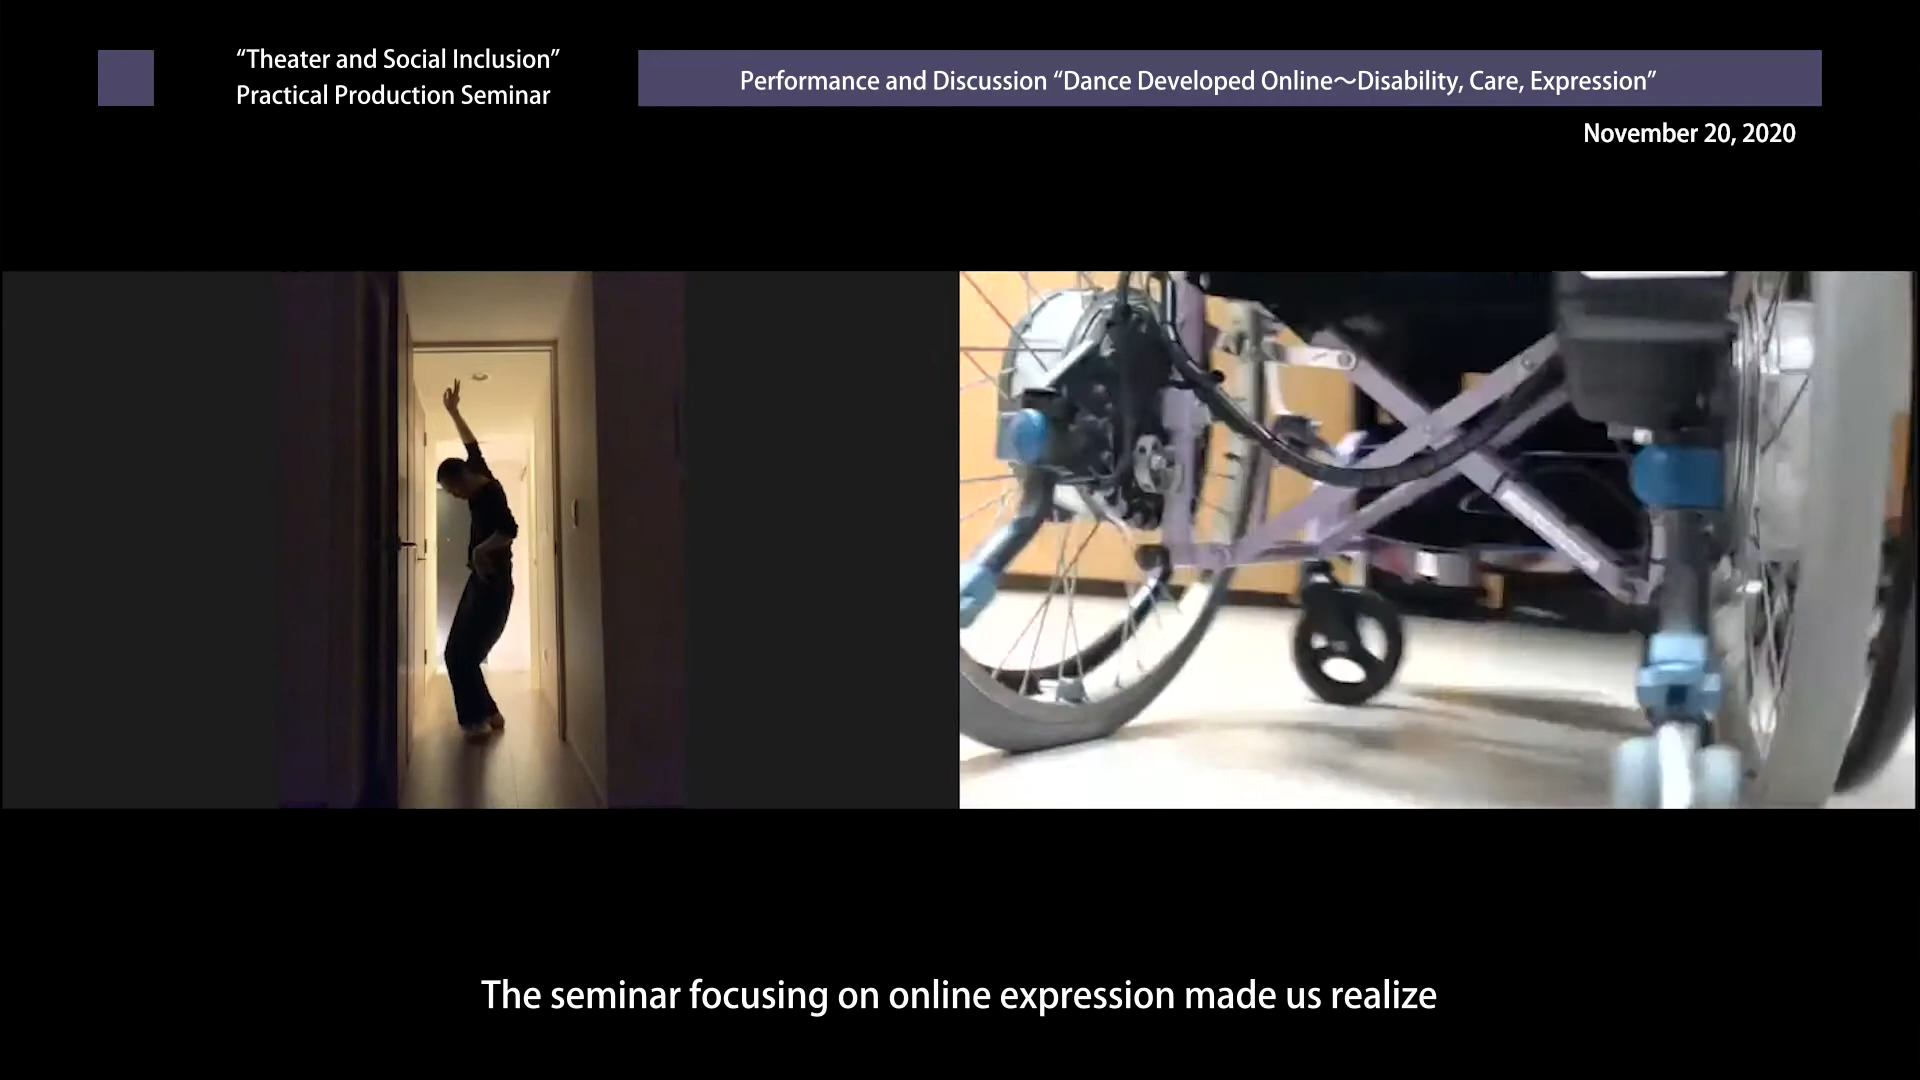 “Theater and Social Inclusion”
Practical Production Seminar
Performance and Discussion “Dance Developed Online～Disability, Care, Expression”
November 20, 2020
The seminar focusing on online expression made us realize